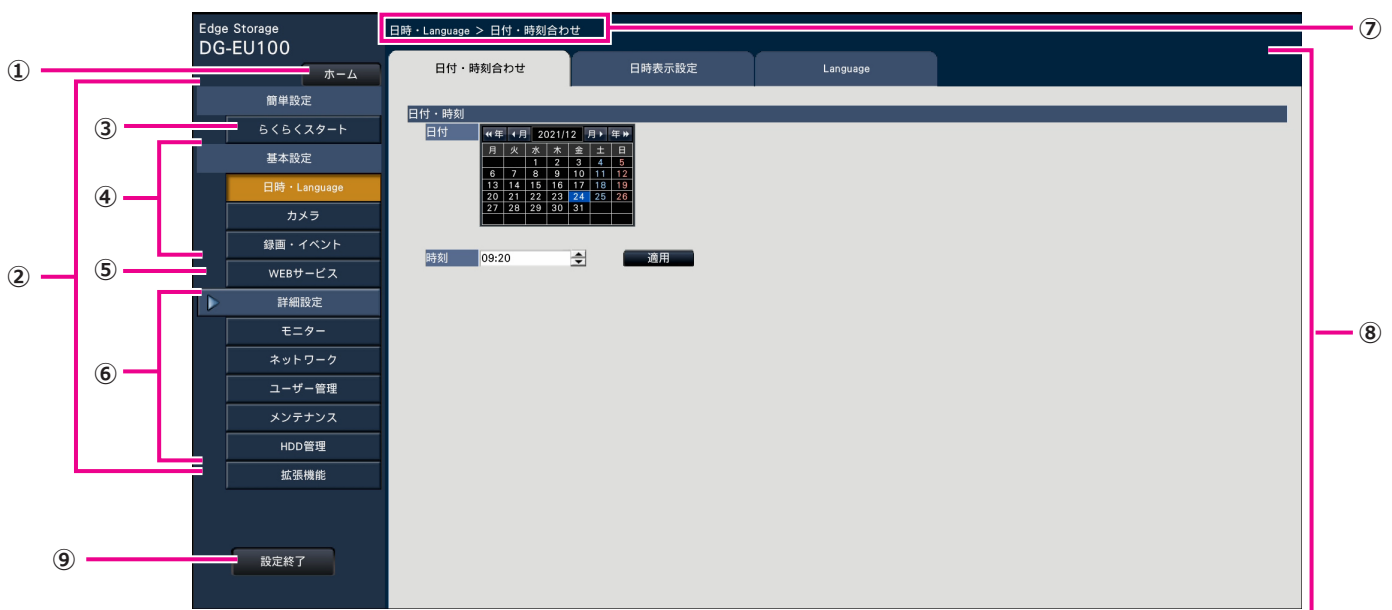 Edge Storage
DG-EU100
日時・Language > 日付・時刻合わせ
⑦
①
ホーム
日付・時刻合わせ 日時表示設定 Language
②
簡単設定
③
らくらくスタート
④
基本設定
日時・Language
カメラ
録画・イベント
⑤
WEBサービス
詳細設定
⑥
モニター
ネットワーク
ユーザー管理
メンテナンス
HDD管理
拡張機能
⑨
設定終了
日付・時刻
日付
年 月 2021/12 月 年
月 火 水 木 金 土 日
1 2 3 4 5
6 7 8 9 10 11 12
13 14 15 16 17 18 19
20 21 22 23 24 25 26
27 28 29 30 31
時刻 09:20 適用
⑧